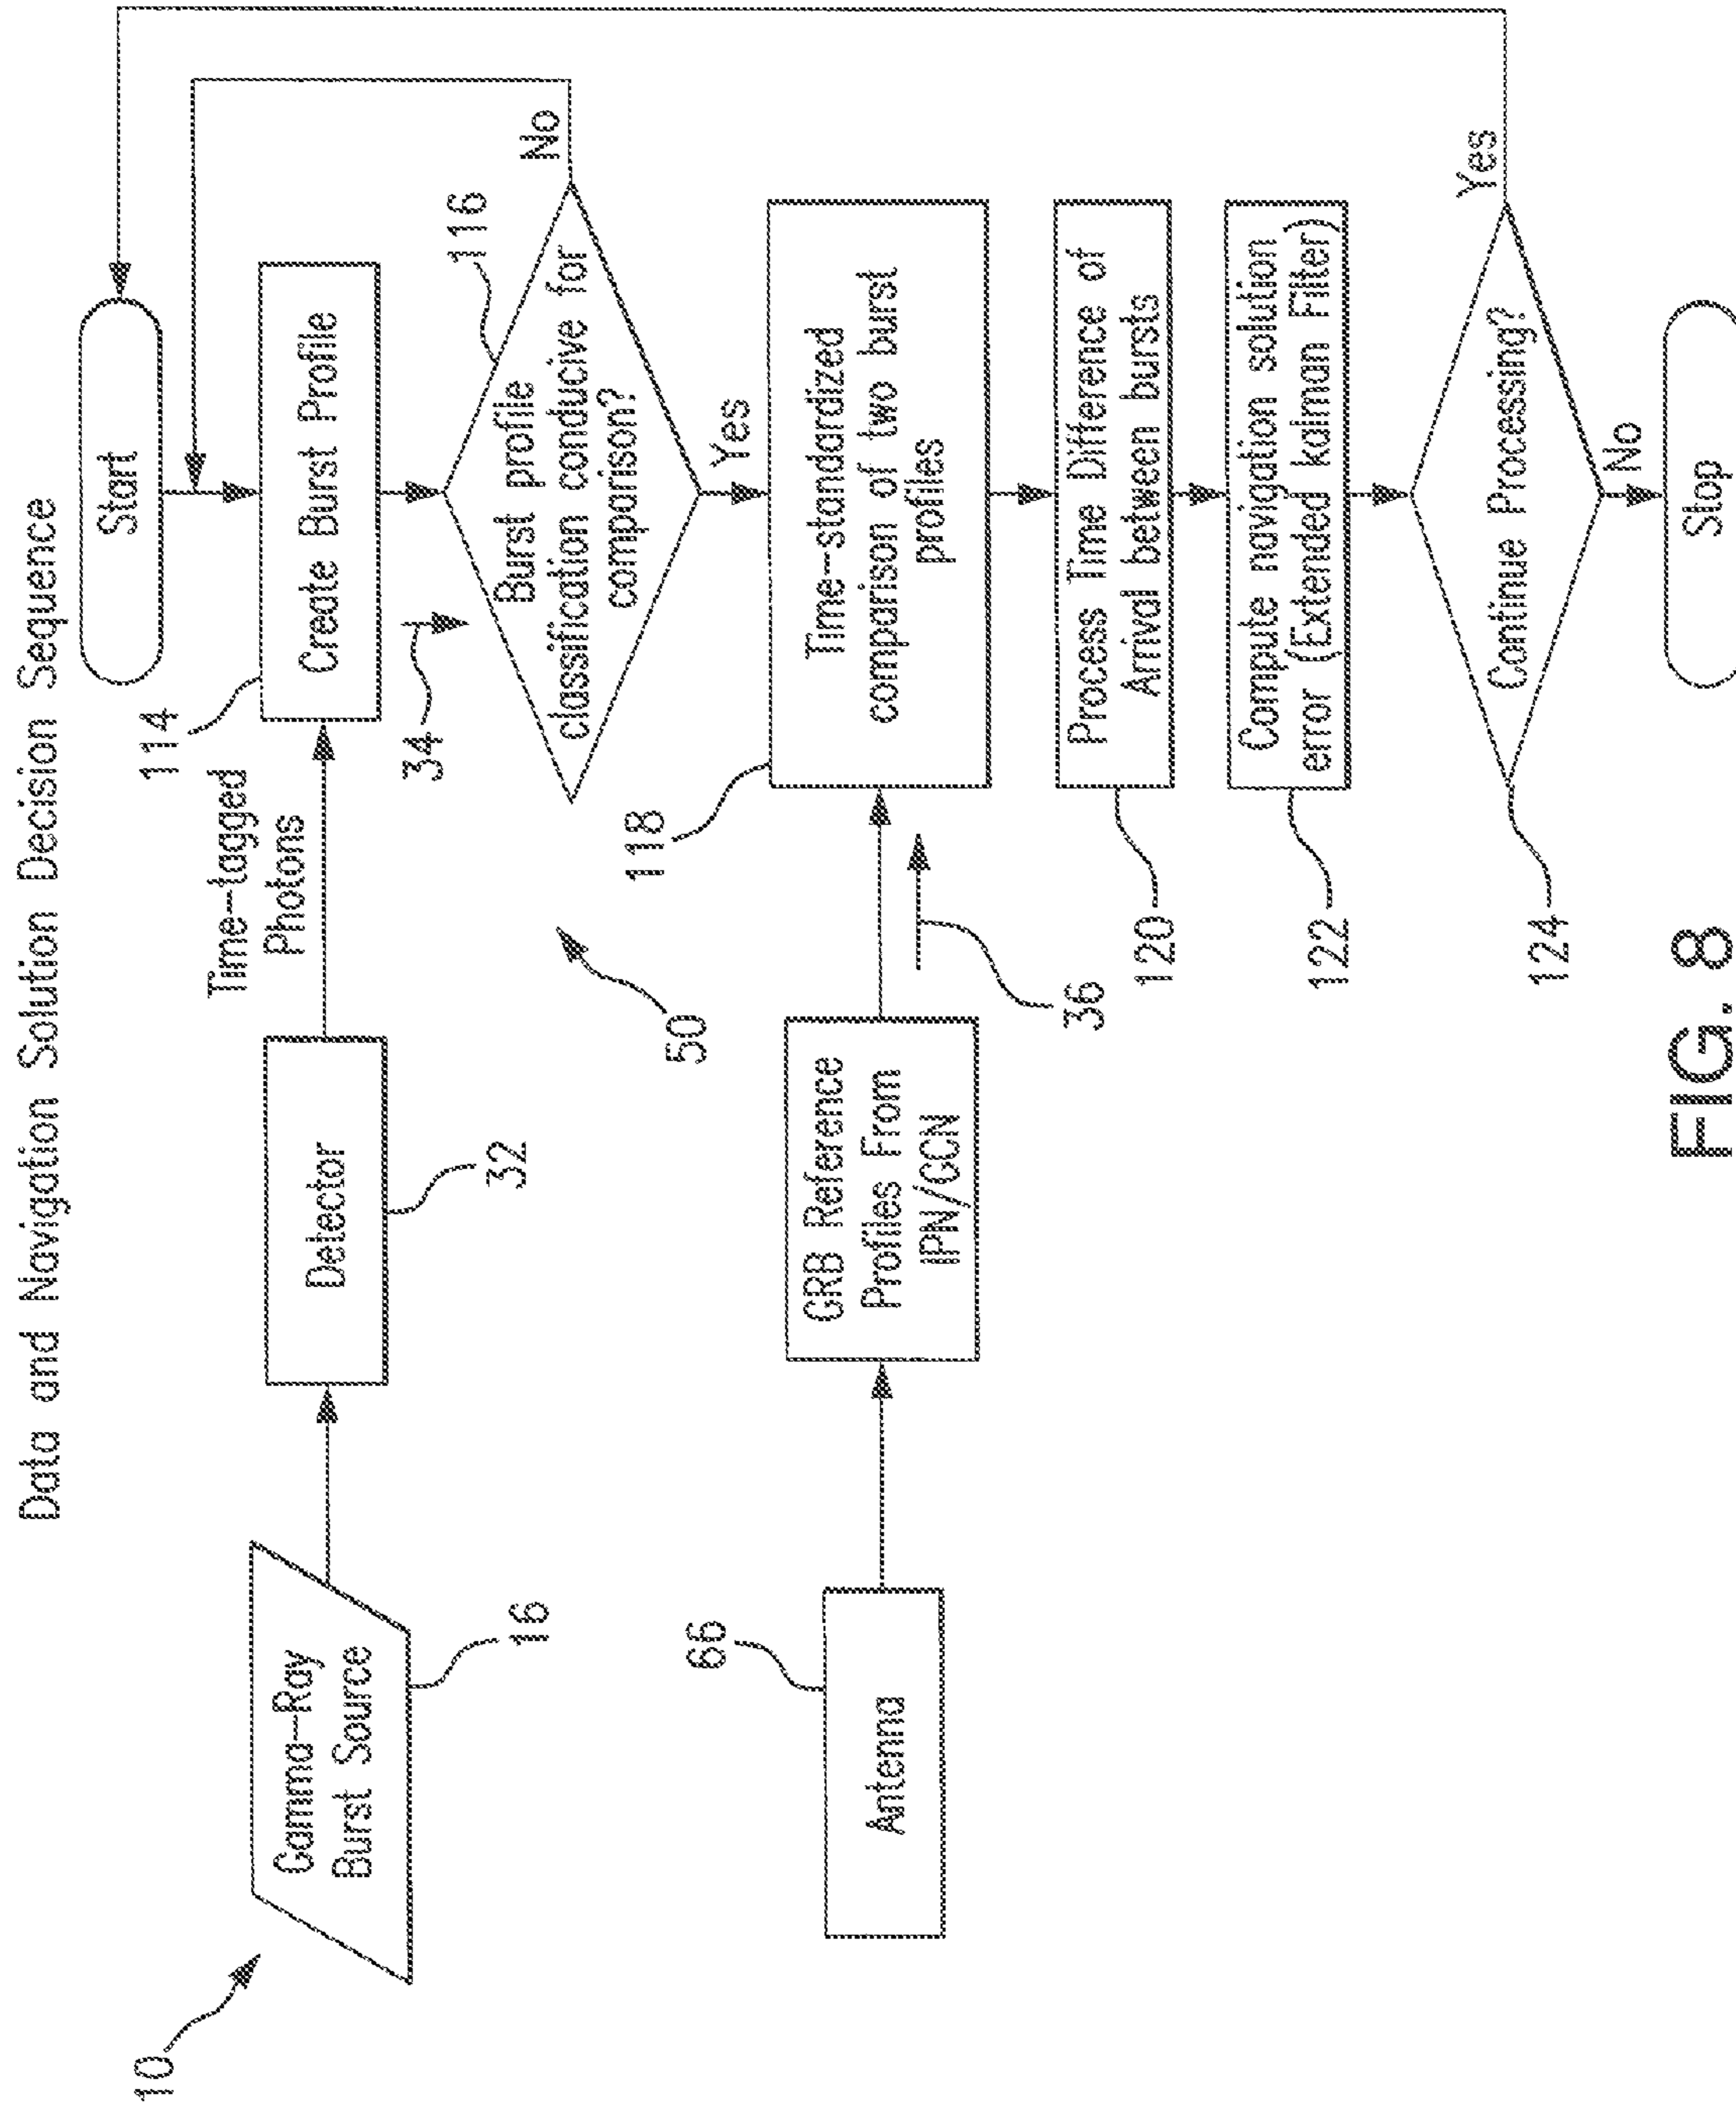 Data and Navigation Solution Decision Sequence
Start
114
Create Burst Profile
Time-tagged
Photons
Detector
32
Gamma-Ray
Burst Source
16
10
34
116
Burst profile
classification conducive for
comparison?
No
Yes
50
118
Time-standardized
comparison of two burst
profiles
36
GRB Reference
Profiles From
IPN/GCN
66
Antenna
Process Time Difference of
Arrival between bursts
120
Compute navigation solution
error (Extended kalman Filter)
122
Continue Processing?
Yes
124
No
Stop
FIG. 8